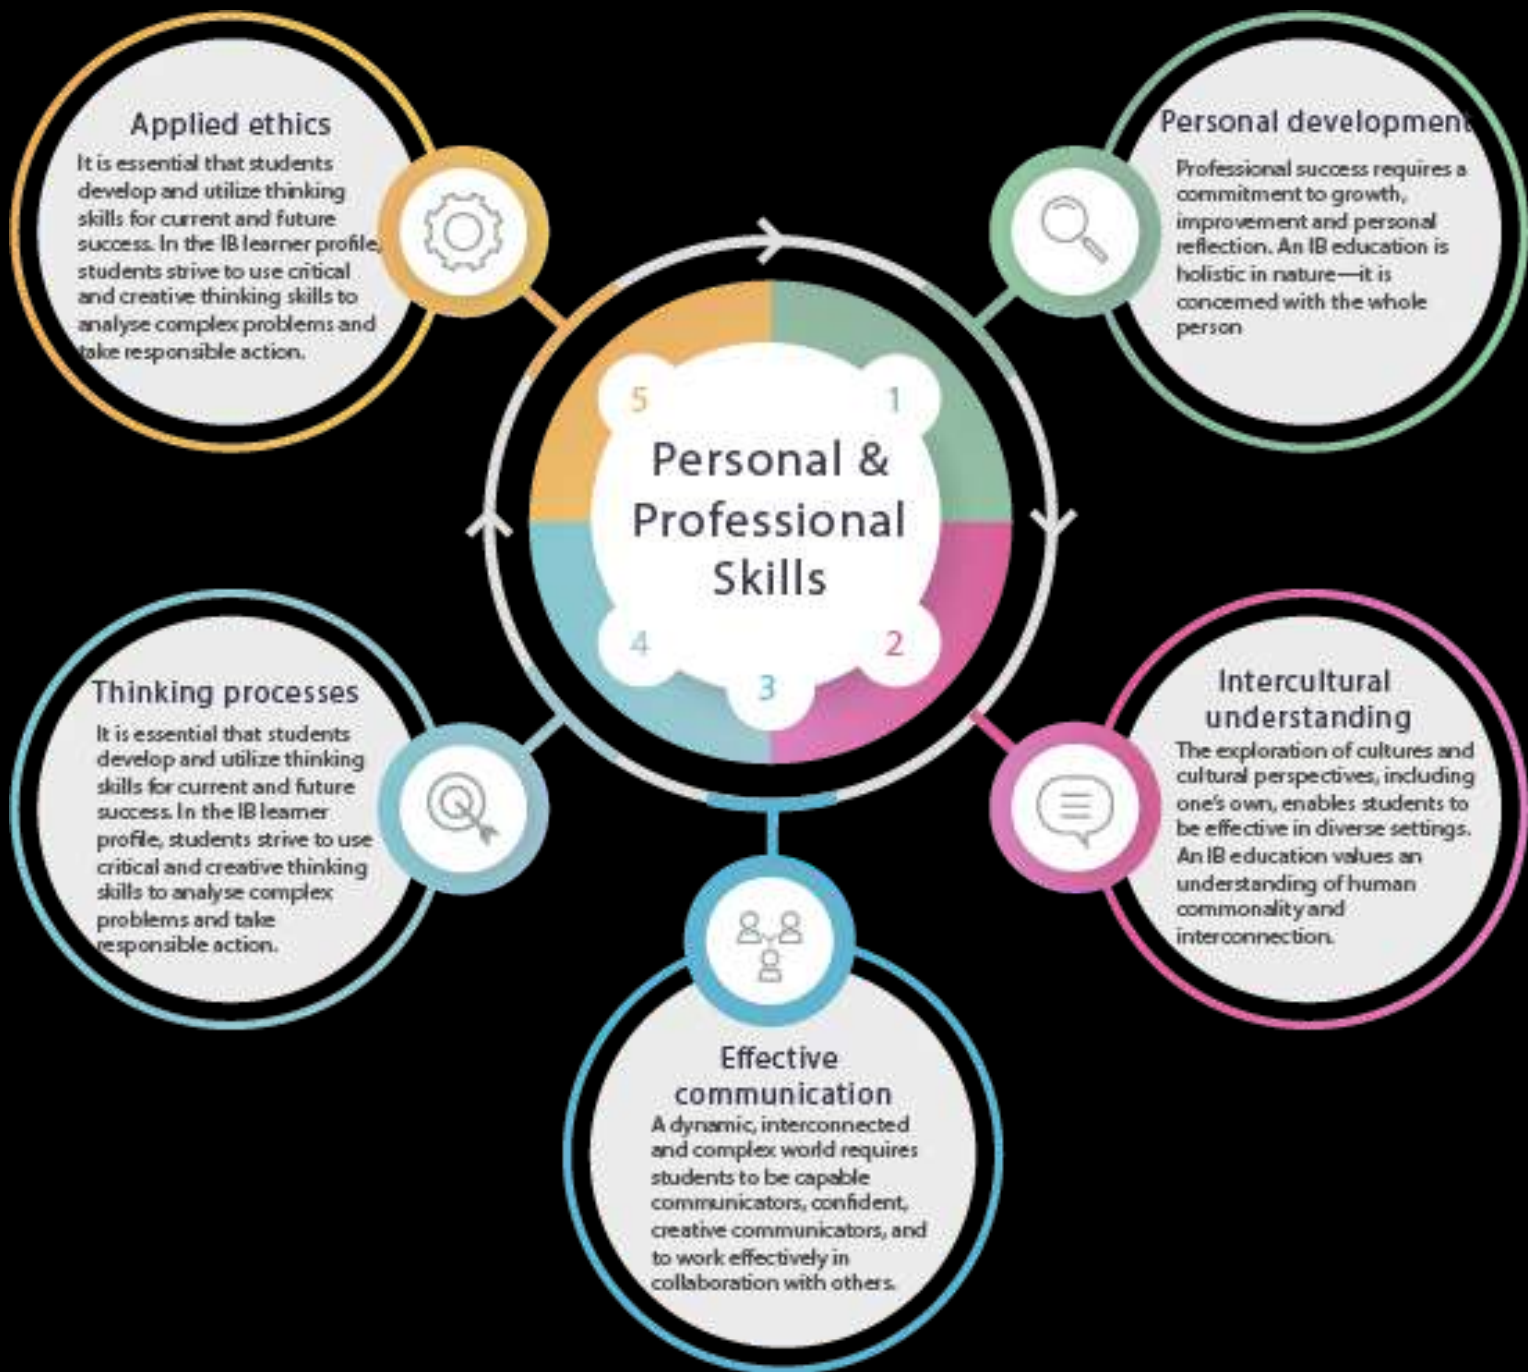 Applied ethics
It is essential that students
develop and utilize thinking
skills for current and future
success. In the IB learner profile,
students strive to use critical
and creative thinking skills to
analyse complex problems and
take responsible action.
Personal development
Professional success requires a
commitment to growth,
improvement and personal
reflection. An IB education is
holistic in nature—it is
concerned with the whole
person
5
1
Personal &
Professional
Skills
4
2
3
Thinking processes
It is essential that students
develop and utilize thinking
skills for current and future
success. In the IB learner
profile, students strive to use
critical and creative thinking
skills to analyse complex
problems and take
responsible action.
Intercultural
understanding
The exploration of cultures and
cultural perspectives, including
one's own, enables students to
be effective in diverse settings.
An IB education values an
understanding of human
commonality and
interconnection.
Effective
communication
A dynamic, interconnected
and complex world requires
students to be capable
communicators, confident,
creative communicators, and
to work effectively in
collaboration with others.